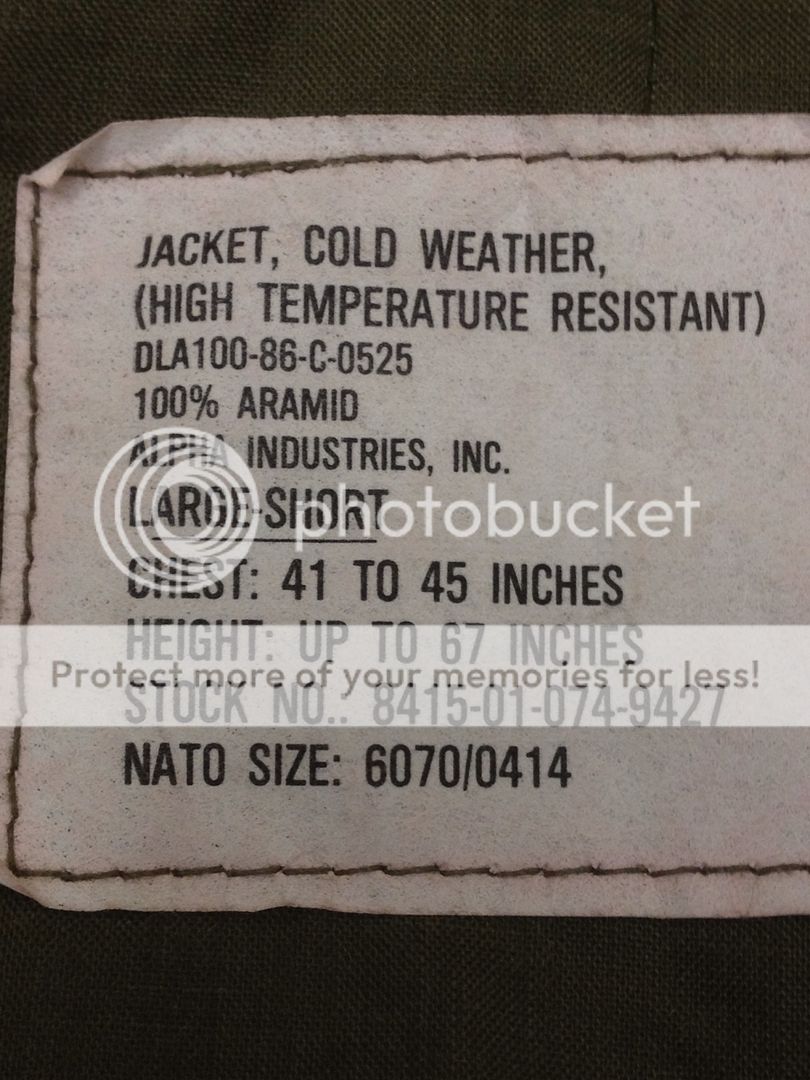 JACKET, COLD WEATHER,
(HIGH TEMPERATURE RESISTANT)
DLA100-86-C-0525
100% ARAMID
ALPHA INDUSTRIES, INC.
LARGE-SHORT
photobucket
CHEST: 41 TO 45 INCHES
HEIGHT: UP TO 67 INCHES
Protect more of your memories for less!
STOCK NO.: 8415-01-074-9427
NATO SIZE: 6070/0414